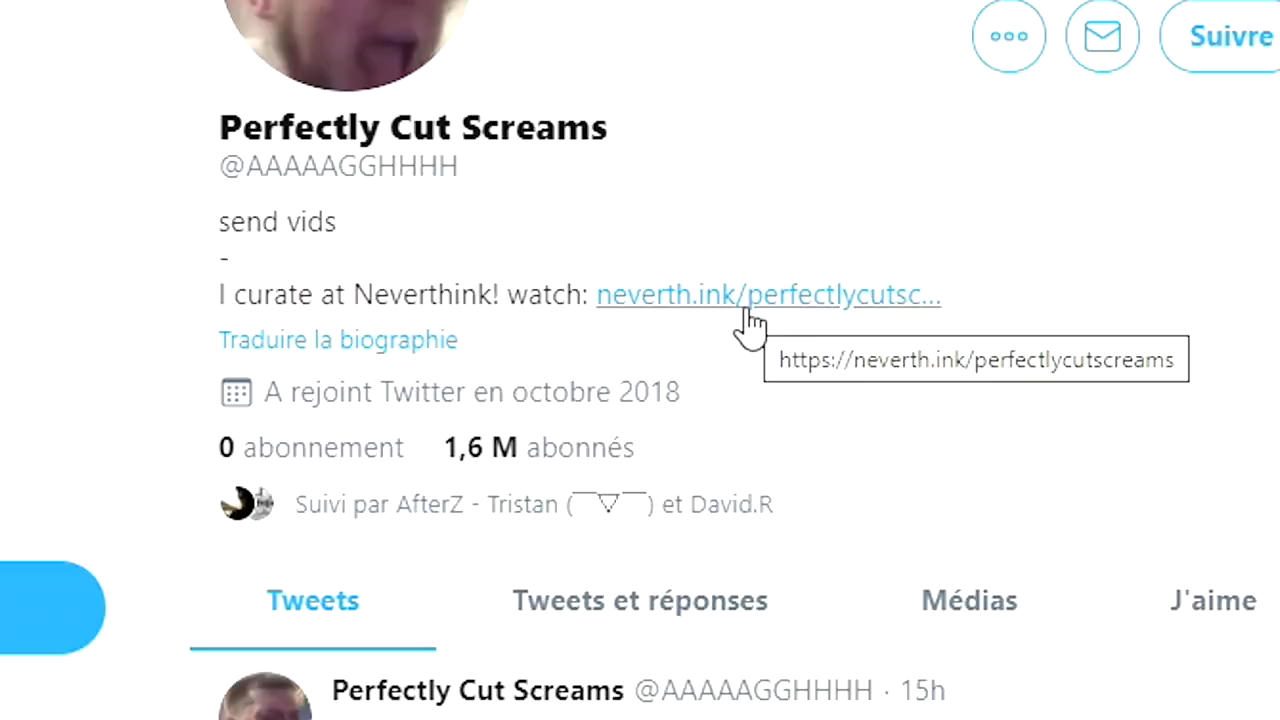 Suivre
Perfectly Cut Screams
@AAAAAGGHHHH
send vids
-
I curate at Neverthink! watch: neverth.ink/perfectlycutsc...
https://neverth.ink/perfectlycutscreams
Traduire la biographie
A rejoint Twitter en octobre 2018
0 abonnement 1,6 M abonnés
Suivi par AfterZ - Tristan (￣▽￣) et David.R
Tweets Tweets et réponses Médias J'aime
Perfectly Cut Screams @AAAAAGGHHHH · 15h